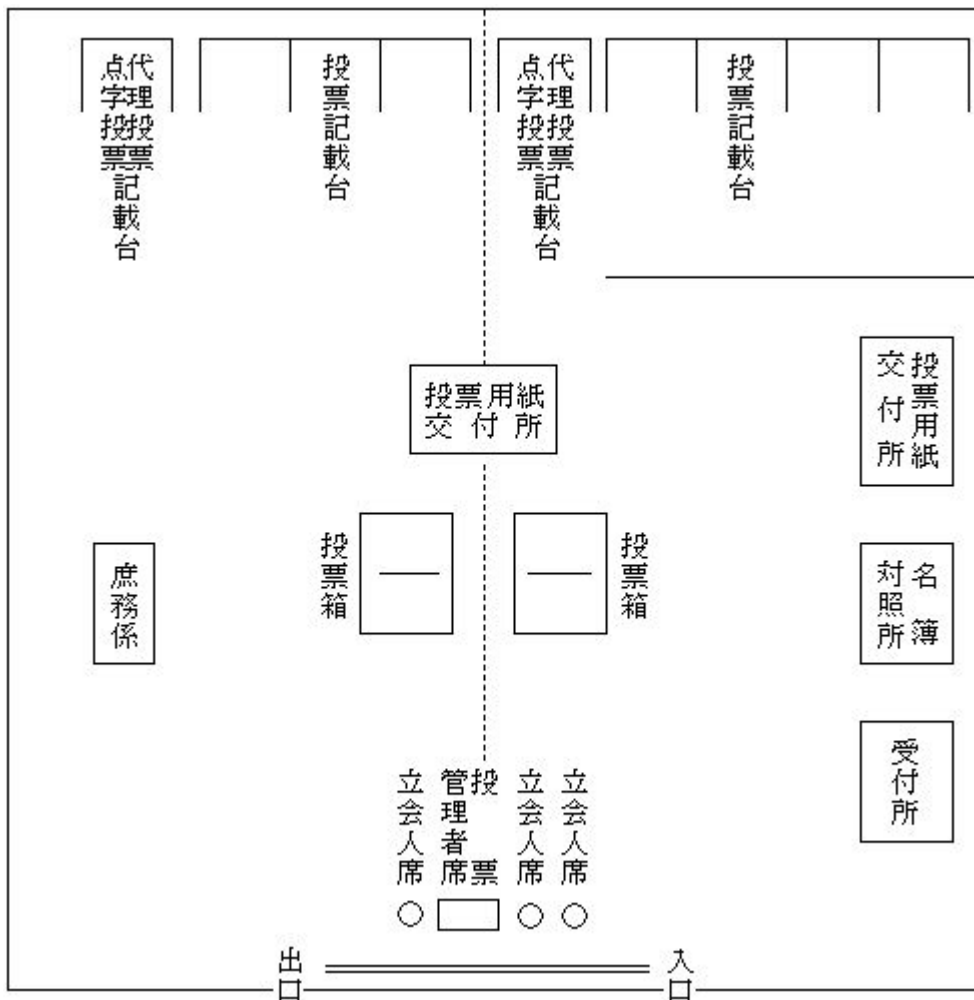 代理投票
点字投票
記載台
投票記載台
代理投票
点字投票
記載台
投票記載台
投票用紙
交付所
投票用紙
交付所
投票箱
投票箱
庶務係
名簿
対照所
受付所
立会人席
投票
管理者席
立会人席
立会人席
出口
入口